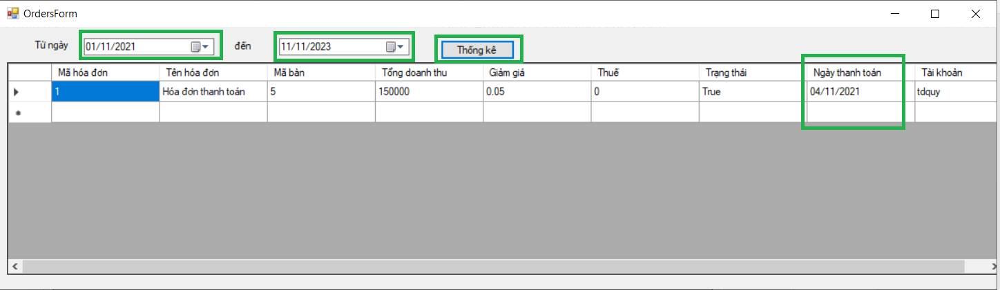 OrdersForm
Từ ngày 01/11/2021 đến 11/11/2023 Thống kê
Mã hóa đơn Tên hóa đơn Mã bàn Tổng doanh thu Giảm giá Thuế Trạng thái Ngày thanh toán Tài khoản
1 Hóa đơn thanh toán 5 150000 0.05 0 True 04/11/2021 tdquy